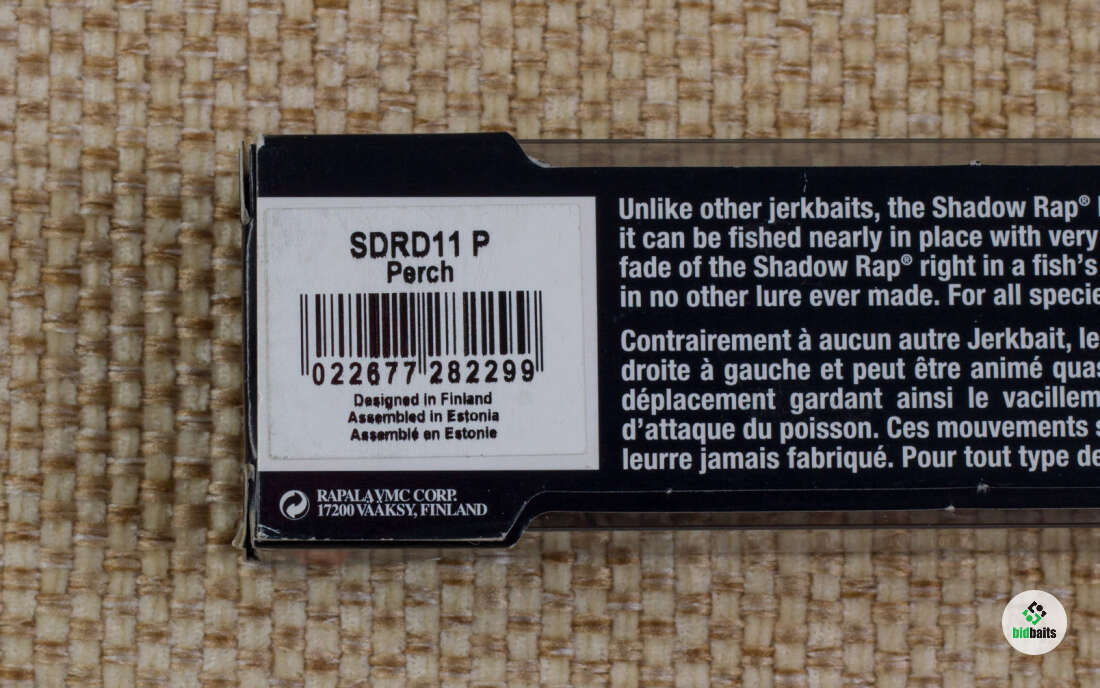 SDRD11 P
Perch
022677 282299
Designed in Finland
Assembled in Estonia
Assemblé en Estonie
RAPALA VMC CORP.
17200 VÄÄKSY, FINLAND
Unlike other jerkbaits, the Shadow Rap®
it can be fished nearly in place with very
fade of the Shadow Rap® right in a fish's
in no other lure ever made. For all specie
Contrairement à aucun autre Jerkbait, le
droite à gauche et peut être animé quas
déplacement gardant ainsi le vacillem
d'attaque du poisson. Ces mouvements s
leurre jamais fabriqué. Pour tout type de
bidbaits